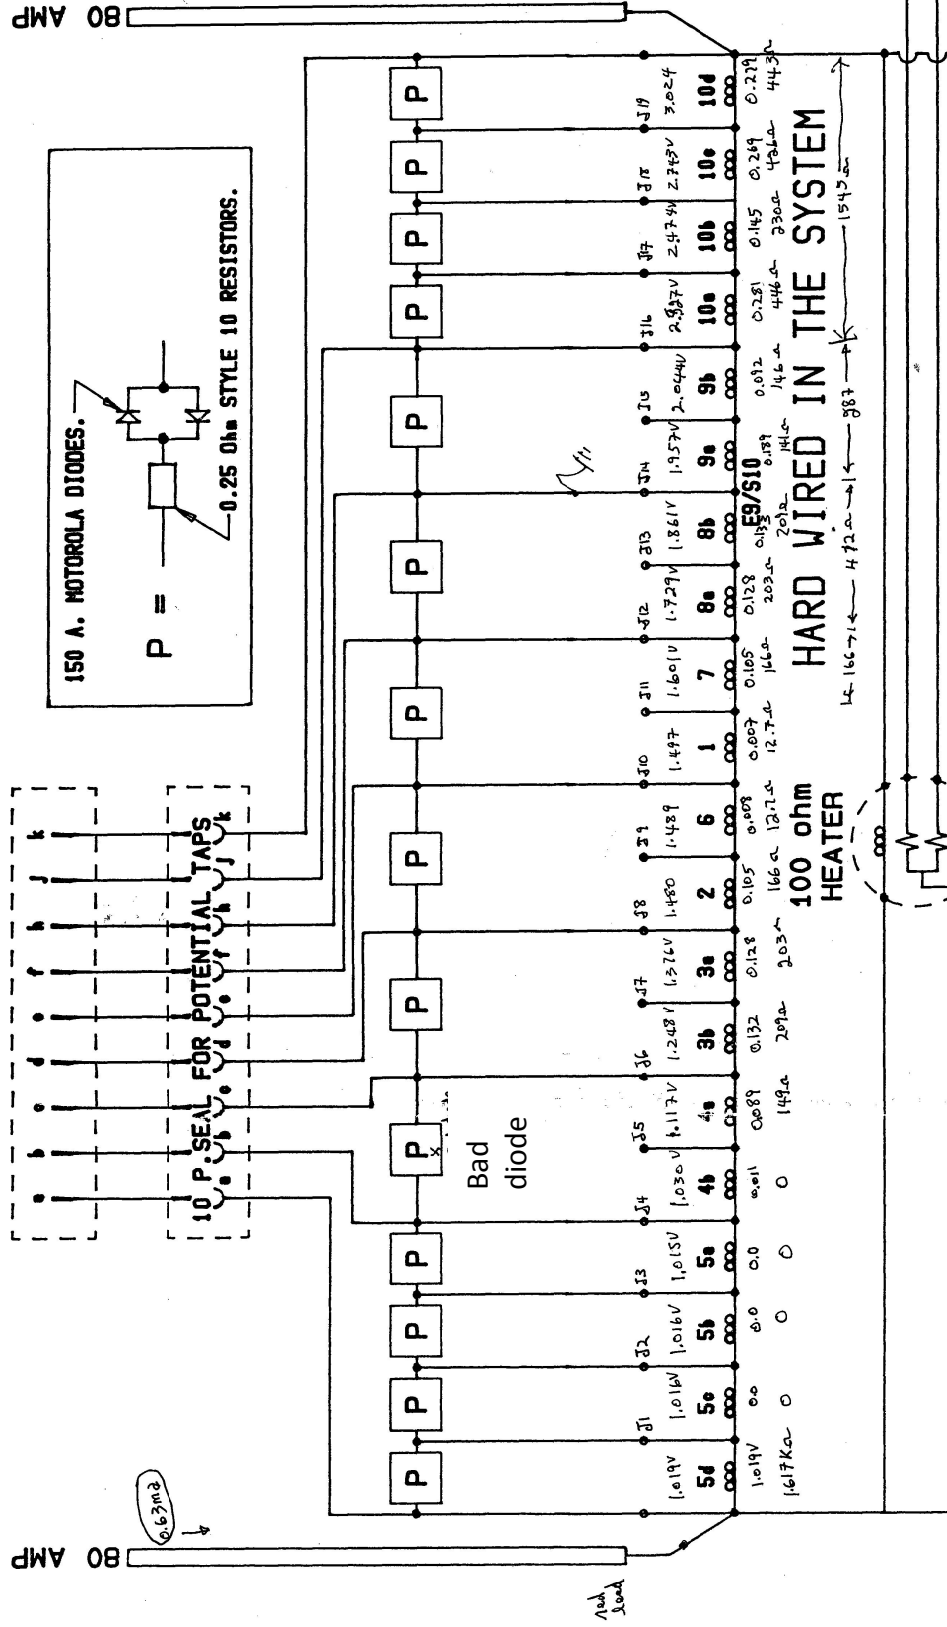 80 AMP
a b c d e f h j k
80 AMP
0.63ma
150 A. MOTOROLA DIODES.
P =
0.25 Ohm STYLE 10 RESISTORS.
10 P.SEAL FOR POTENTIAL TAPS
a b c d e f h j k
P P P P P P P P P P P P P P
x
Bad
diode
red
lead
J1 J2 J3 J4 J5 J6 J7 J8 J9 J10 J11 J12 J13 J14 J15 J16 J17 J18 J19
1.019V 1.016V 1.016V 1.015V 1.030V 1.117V 1.248V 1.376V 1.480 1.489 1.497 1.601V 1.729V 1.861V 1.957V 2.044V 2.474V 2.743V 3.024
5d 5c 5b 5a 4b 4a 3b 3a 2 6 1 7 8a 8b 9a 9b 10a 10b 10c 10d
E9/S10
1.019V 0.0 0.0 0.0 0.011 0.089 0.132 0.128 0.105 0.008 0.007 0.105 0.128 0.133 0.189 0.092 0.281 0.145 0.269 0.279
1.617KΩ 0 0 0 0 149Ω 209Ω 203Ω 166Ω 12.7Ω 12.7Ω 166Ω 203Ω 209Ω 141Ω 146Ω 446Ω 230Ω 426Ω 443Ω
100 ohm
HEATER
HARD WIRED IN THE SYSTEM
166 412Ω 287 1545Ω